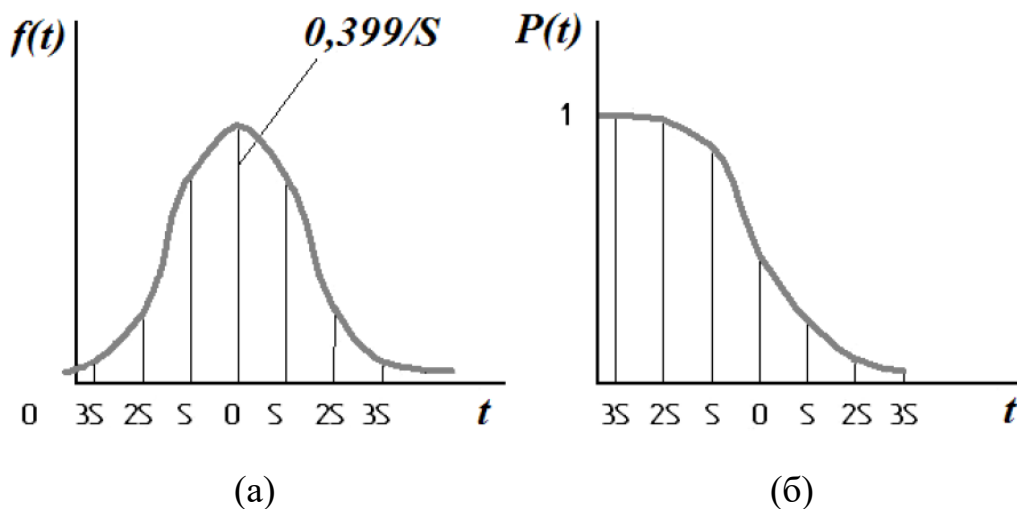 f(t)
0,399/S
0 3S 2S S 0 S 2S 3S t
(а)
P(t)
1
3S 2S S 0 S 2S 3S t
(б)